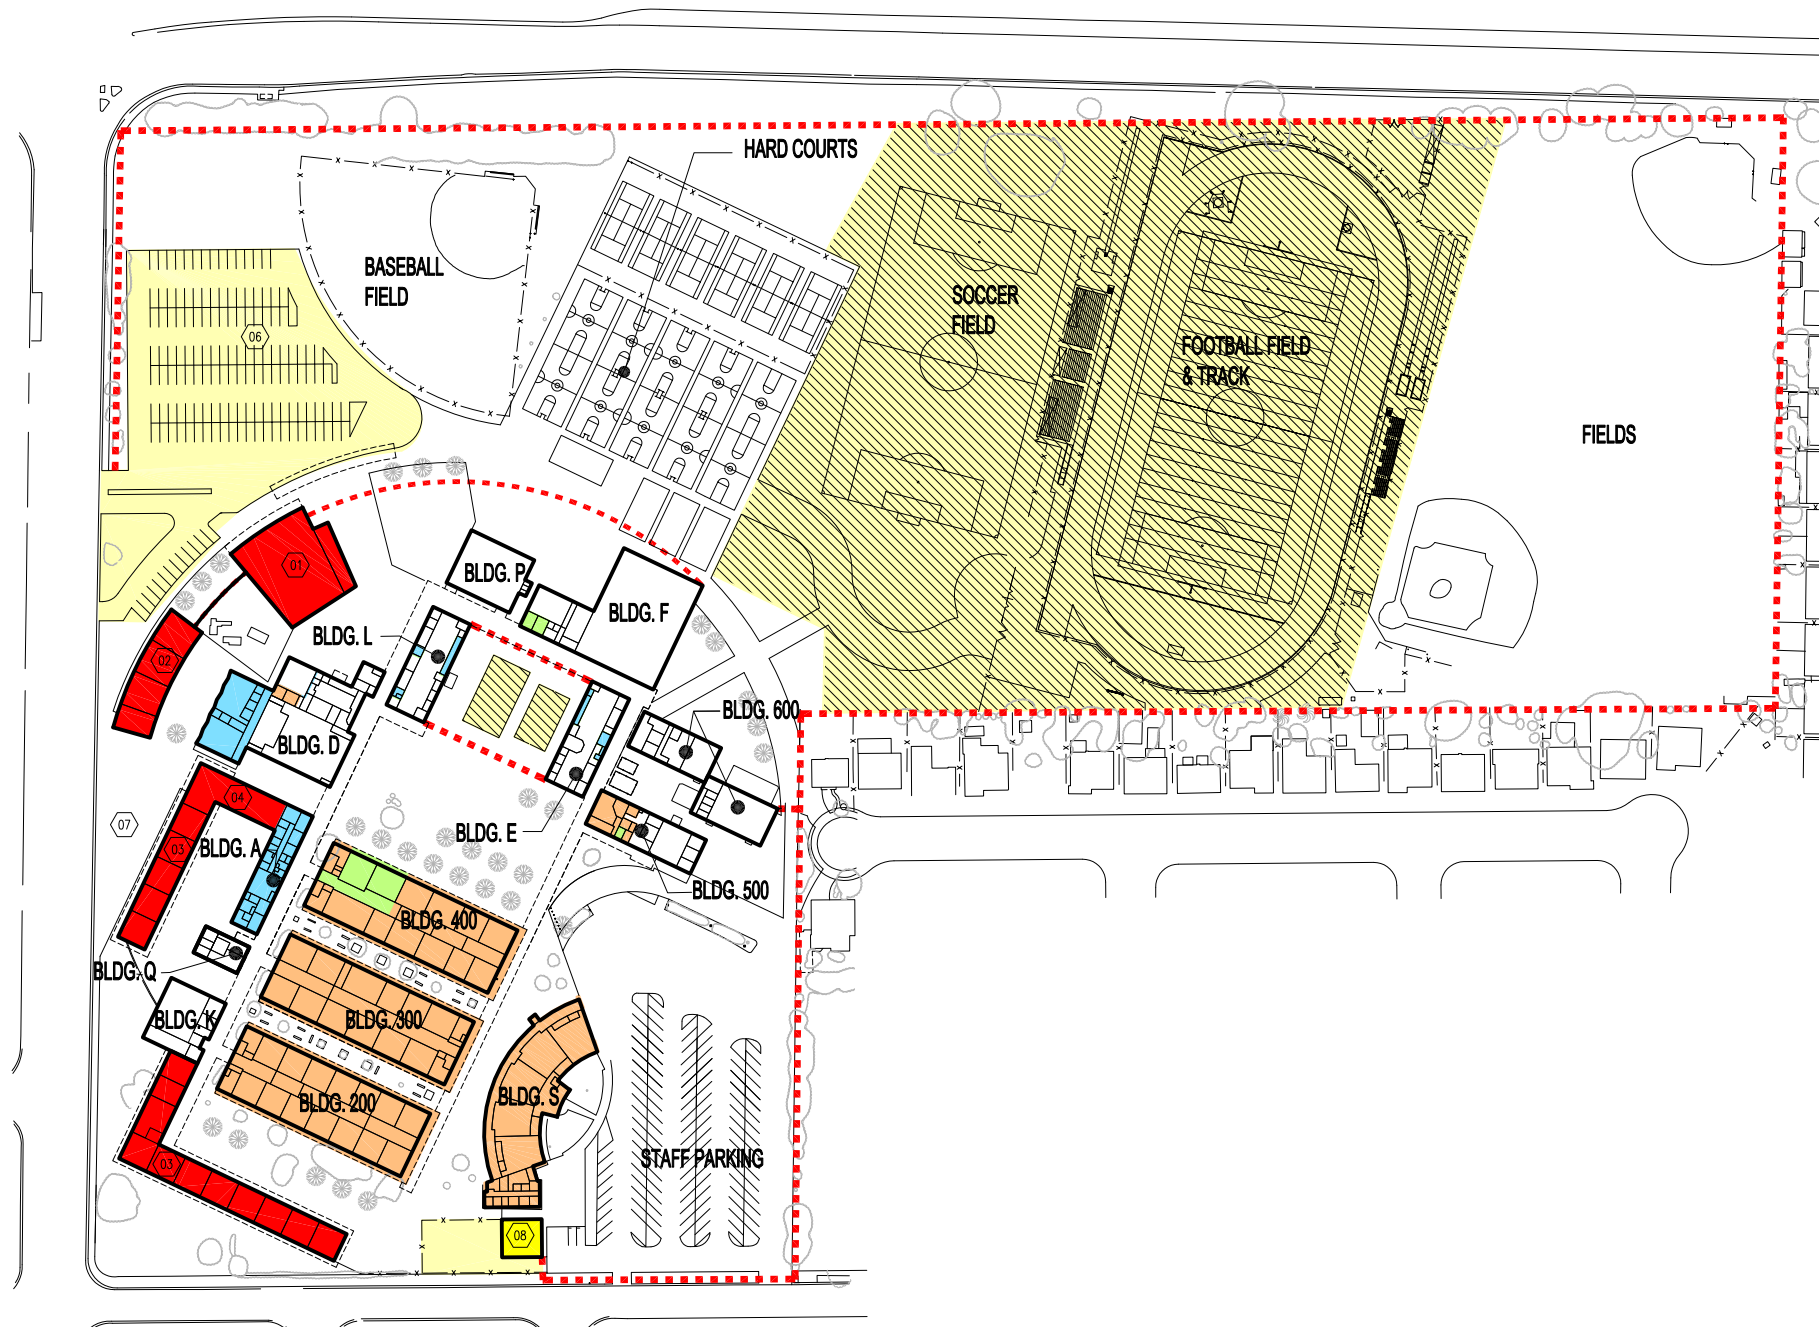 HARD COURTS
BASEBALL
FIELD
SOCCER
FIELD
06
FOOTBALL FIELD
& TRACK
FIELDS
01
BLDG. P
BLDG. F
BLDG. L
02
BLDG. 600
BLDG. D
04
07
03
BLDG. A
BLDG. E
BLDG. 500
BLDG. 400
BLDG. Q
BLDG. K
BLDG. 300
BLDG. S
BLDG. 200
STAFF PARKING
03
08